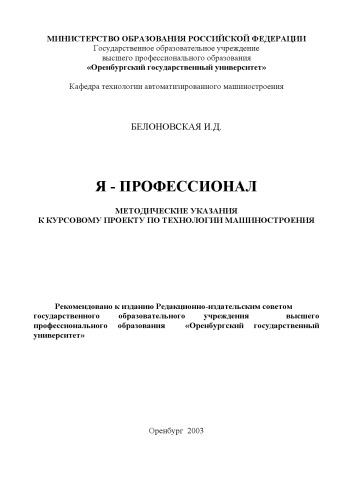 МИНИСТЕРСТВО ОБРАЗОВАНИЯ РОССИЙСКОЙ ФЕДЕРАЦИИ
Государственное образовательное учреждение
высшего профессионального образования
«Оренбургский государственный университет»
Кафедра технологии автоматизированного машиностроения
БЕЛОНОВСКАЯ И.Д.
Я - ПРОФЕССИОНАЛ
МЕТОДИЧЕСКИЕ УКАЗАНИЯ
К КУРСОВОМУ ПРОЕКТУ ПО ТЕХНОЛОГИИ МАШИНОСТРОЕНИЯ
Рекомендовано к изданию Редакционно-издательским советом
государственного образовательного учреждения высшего
профессионального образования «Оренбургский государственный
университет»
Оренбург 2003